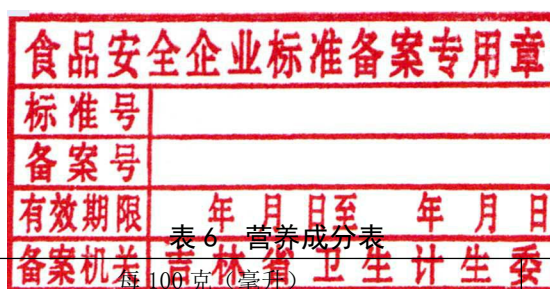 食品安全企业标准备案专用章
标准号
备案号
有效期限 年 月 日至 年 月 日
表 6 营养成分表
备案机关 吉林省卫生计生委
每 100 克（毫升）